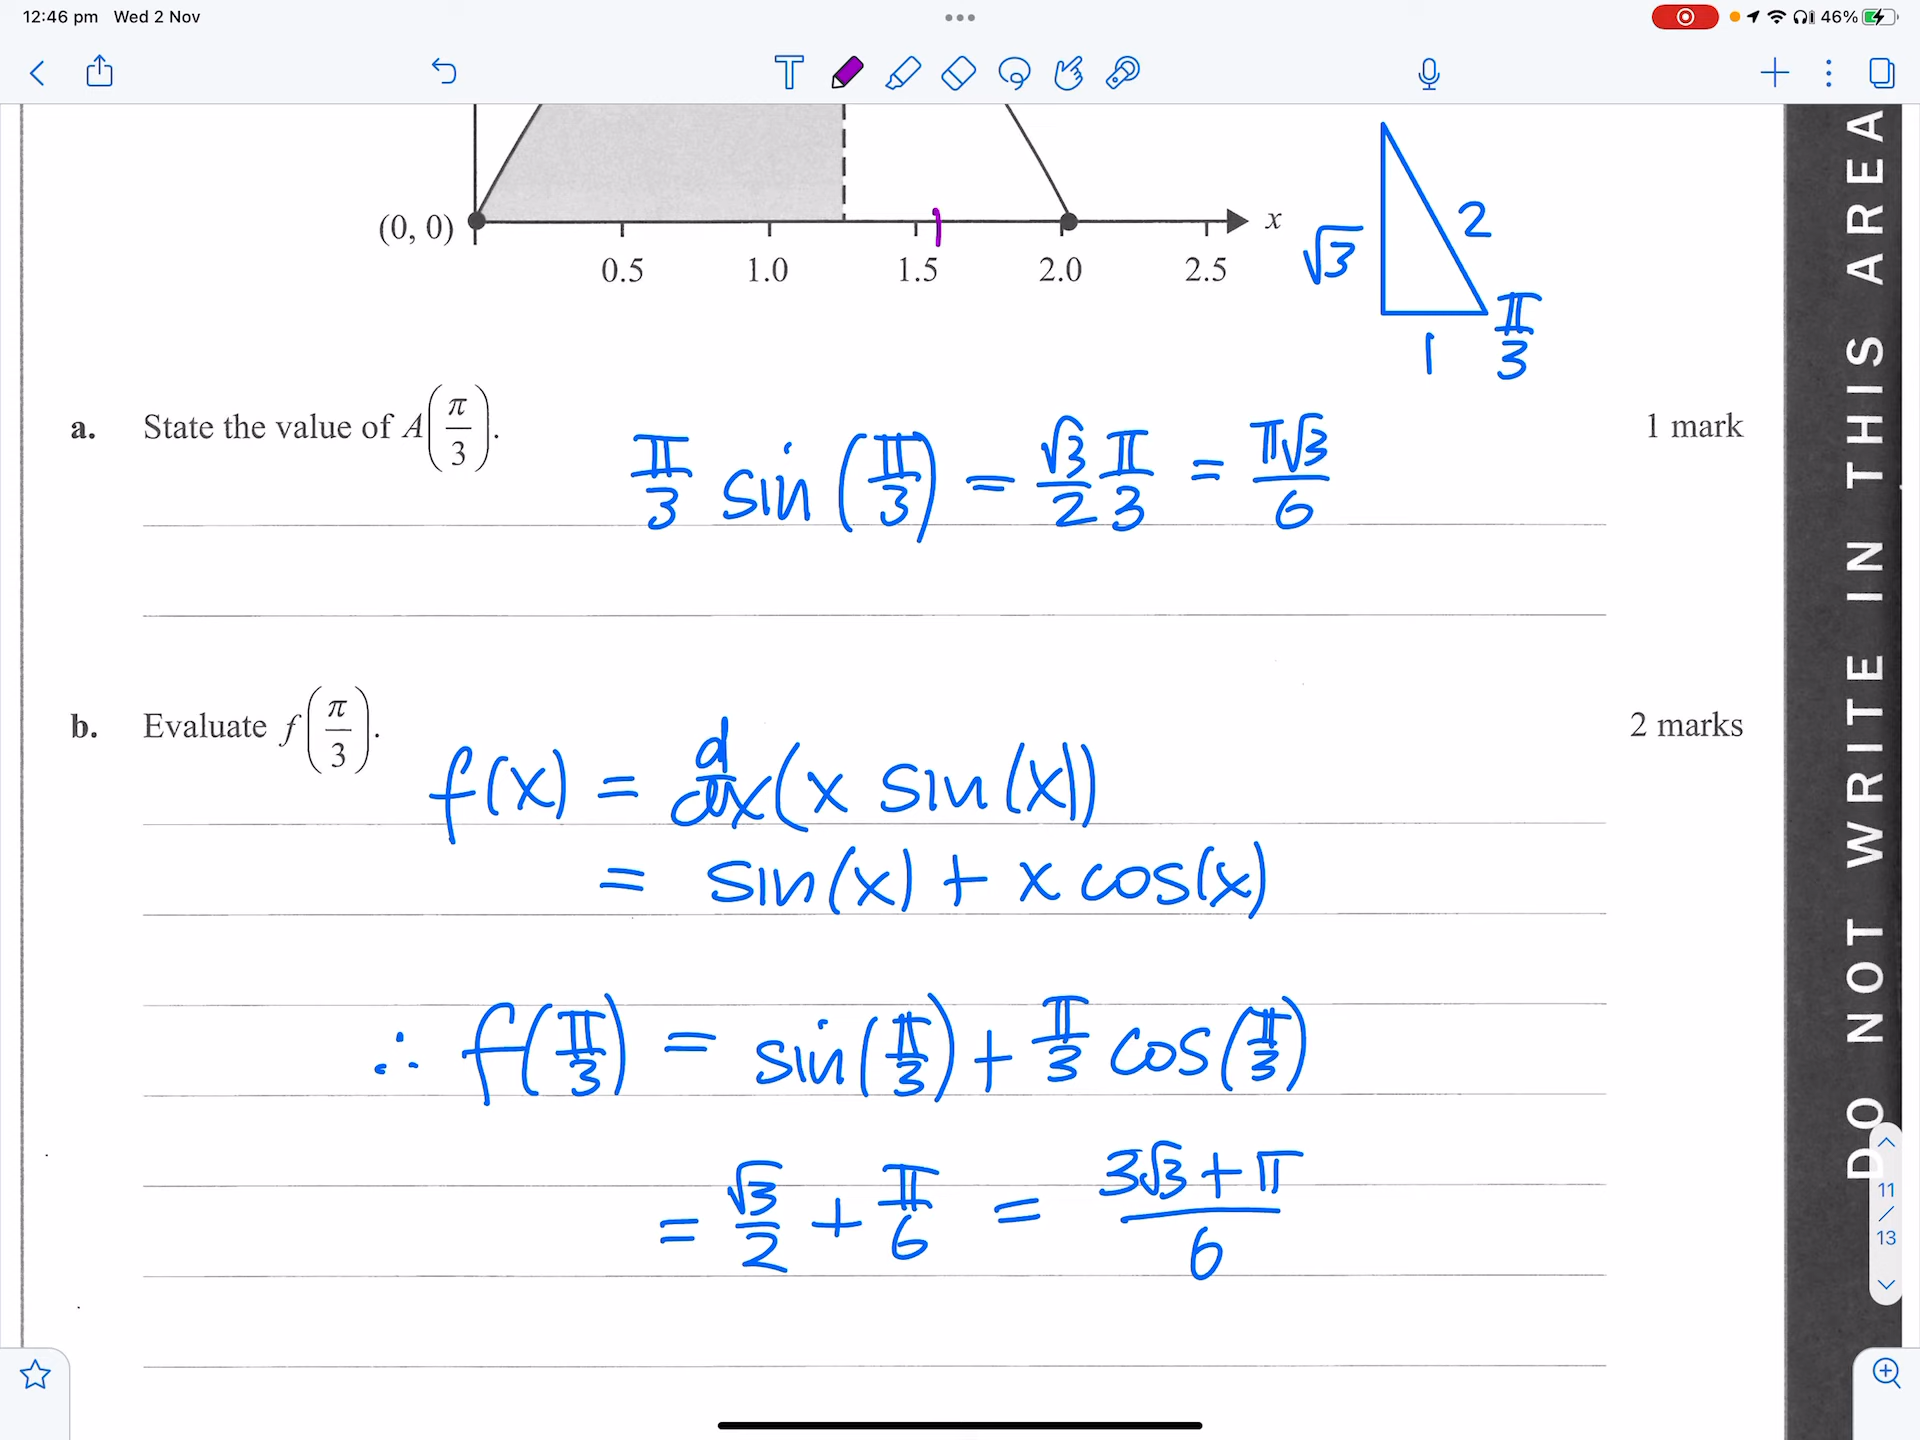 12:46 pm Wed 2 Nov
46%
(0, 0)
x
0.5 1.0 1.5 2.0 2.5
√3
2
1
π/3
a. State the value of A(π/3). 1 mark
π/3 sin(π/3) = √3/2 π/3 = π√3/6
b. Evaluate f(π/3). 2 marks
f(x) = d/dx(x sin(x))
= sin(x) + x cos(x)
∴ f(π/3) = sin(π/3) + π/3 cos(π/3)
= √3/2 + π/6 = 3√3+π/6
DO NOT WRITE IN THIS AREA
11
/
13